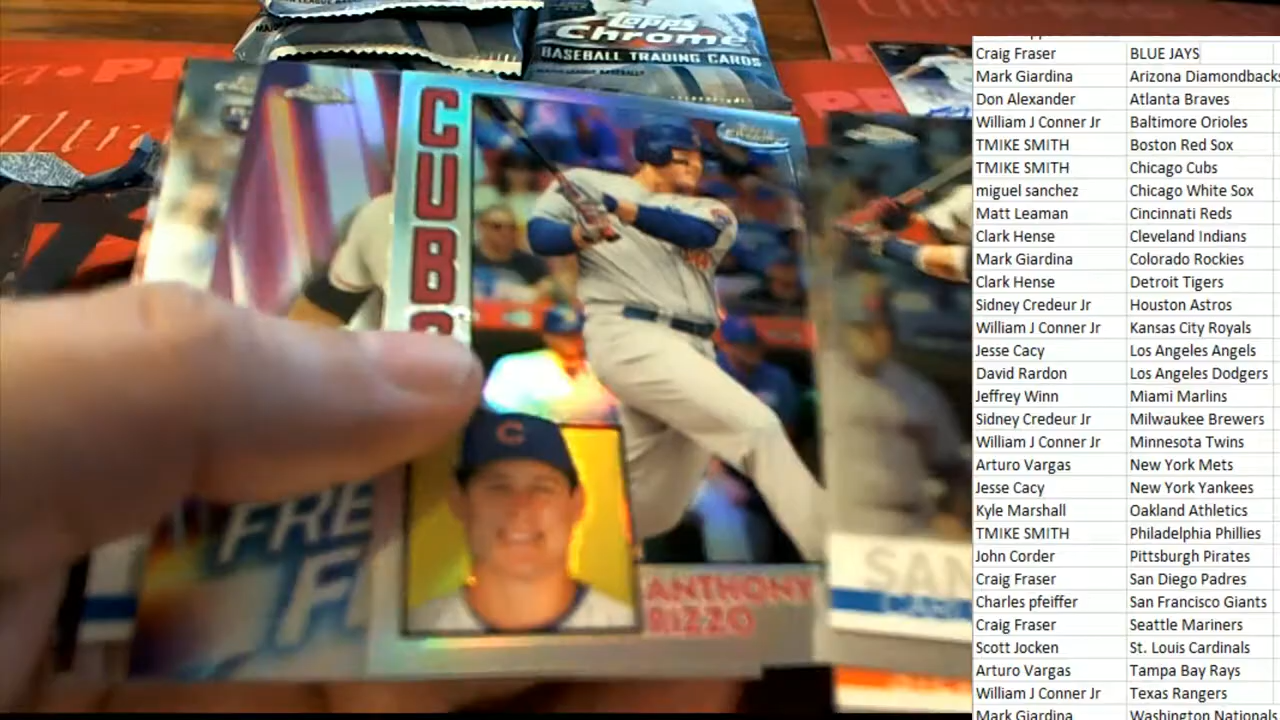 Topps
Chrome
BASEBALL TRADING CARDS
MAJOR LEAGUE BASEBALL
CUBS
ANTHONY
RIZZO
FRE
F
SAN
Craig Fraser BLUE JAYS
Mark Giardina Arizona Diamondbacks
Don Alexander Atlanta Braves
William J Conner Jr Baltimore Orioles
TMIKE SMITH Boston Red Sox
TMIKE SMITH Chicago Cubs
miguel sanchez Chicago White Sox
Matt Leaman Cincinnati Reds
Clark Hense Cleveland Indians
Mark Giardina Colorado Rockies
Clark Hense Detroit Tigers
Sidney Credeur Jr Houston Astros
William J Conner Jr Kansas City Royals
Jesse Cacy Los Angeles Angels
David Rardon Los Angeles Dodgers
Jeffrey Winn Miami Marlins
Sidney Credeur Jr Milwaukee Brewers
William J Conner Jr Minnesota Twins
Arturo Vargas New York Mets
Jesse Cacy New York Yankees
Kyle Marshall Oakland Athletics
TMIKE SMITH Philadelphia Phillies
John Corder Pittsburgh Pirates
Craig Fraser San Diego Padres
Charles pfeiffer San Francisco Giants
Craig Fraser Seattle Mariners
Scott Jocken St. Louis Cardinals
Arturo Vargas Tampa Bay Rays
William J Conner Jr Texas Rangers
Mark Giardina Washington Nationals